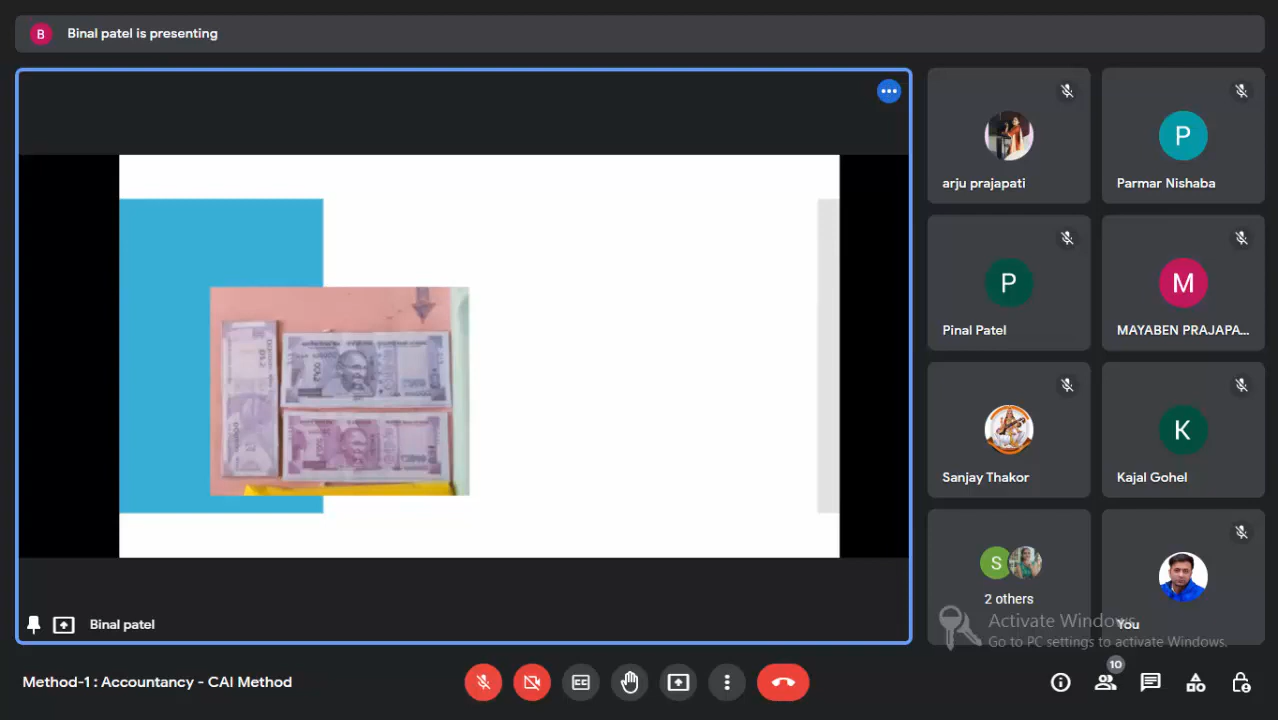 B
Binal patel is presenting
arju prajapati
P
Parmar Nishaba
P
Pinal Patel
M
MAYABEN PRAJAPA...
Sanjay Thakor
K
Kajal Gohel
S
2 others
You
Activate Windows
Go to PC settings to activate Windows.
Binal patel
Method-1 : Accountancy - CAI Method
CC
10